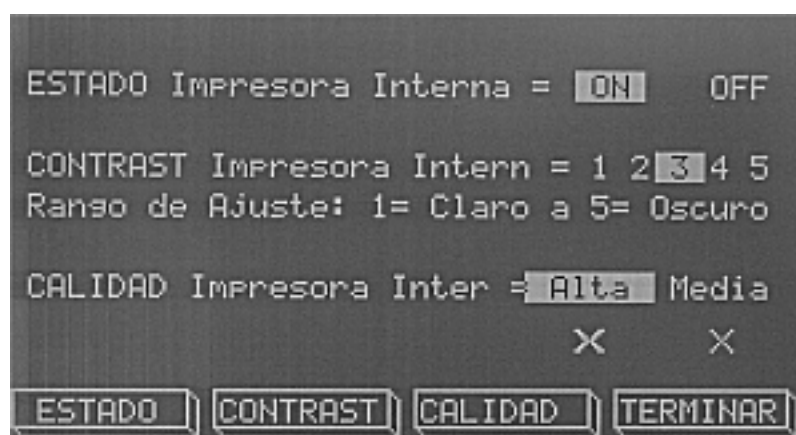 ESTADO Impresora Interna = ON OFF
CONTRAST Impresora Intern = 1 2 3 4 5
Rango de Ajuste: 1= Claro a 5= Oscuro
CALIDAD Impresora Inter = Alta Media
X X
ESTADO CONTRAST CALIDAD TERMINAR